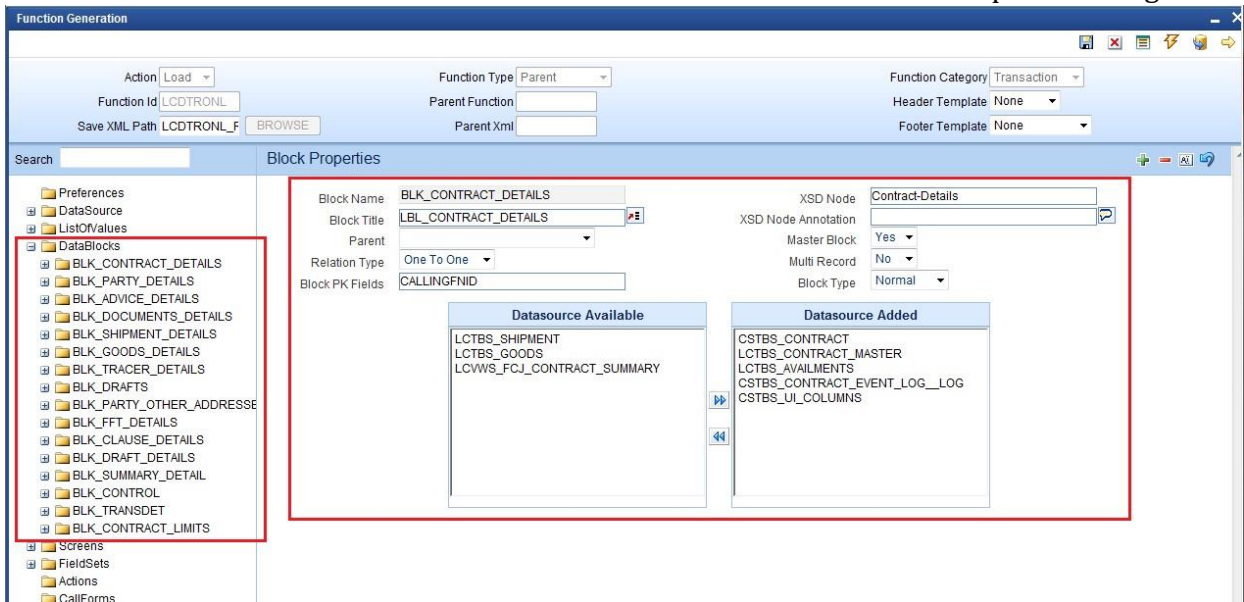 Function Generation
Action Load Function Type Parent Function Category Transaction
Function Id LCDTRONL Parent Function Header Template None
Save XML Path LCDTRONL_F BROWSE Parent Xml Footer Template None
Search Block Properties
Preferences
DataSource
ListOfValues
DataBlocks
BLK_CONTRACT_DETAILS
BLK_PARTY_DETAILS
BLK_ADVICE_DETAILS
BLK_DOCUMENTS_DETAILS
BLK_SHIPMENT_DETAILS
BLK_GOODS_DETAILS
BLK_TRACER_DETAILS
BLK_DRAFTS
BLK_PARTY_OTHER_ADDRESSE
BLK_FFT_DETAILS
BLK_CLAUSE_DETAILS
BLK_DRAFT_DETAILS
BLK_SUMMARY_DETAIL
BLK_CONTROL
BLK_TRANSDET
BLK_CONTRACT_LIMITS
Screens
FieldSets
Actions
CallForms
Block Name BLK_CONTRACT_DETAILS XSD Node Contract-Details
Block Title LBL_CONTRACT_DETAILS XSD Node Annotation
Parent Master Block Yes
Relation Type One To One Multi Record No
Block PK Fields CALLINGFNID Block Type Normal
Datasource Available
LCTBS_SHIPMENT
LCTBS_GOODS
LCVWS_FCJ_CONTRACT_SUMMARY
Datasource Added
CSTBS_CONTRACT
LCTBS_CONTRACT_MASTER
LCTBS_AVAILMENTS
CSTBS_CONTRACT_EVENT_LOG__LOG
CSTBS_UI_COLUMNS